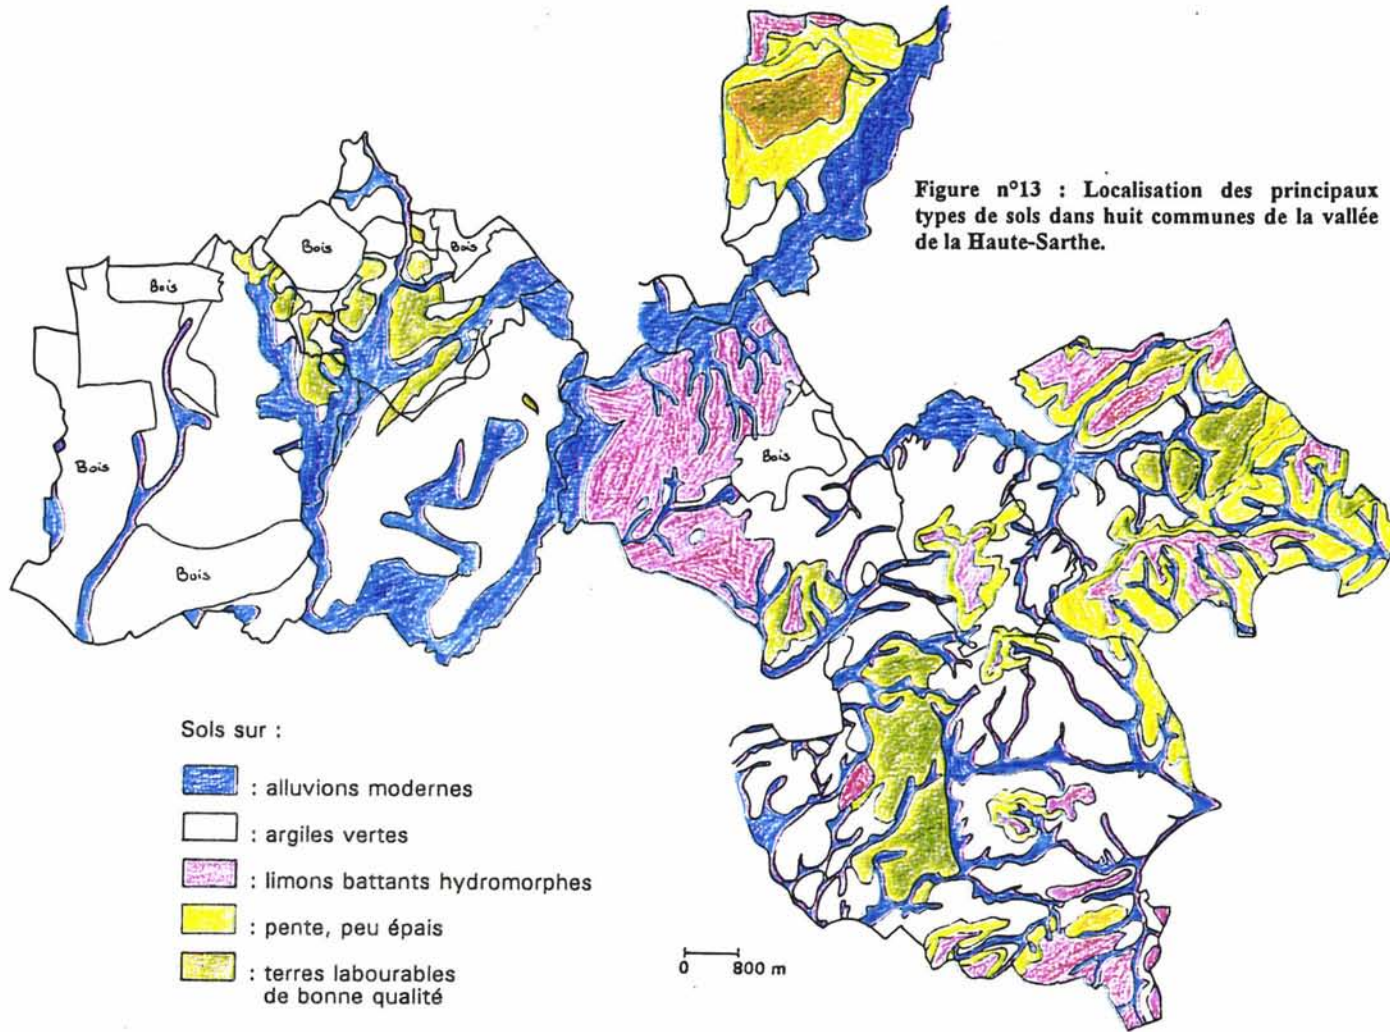 Figure n°13 : Localisation des principaux
types de sols dans huit communes de la vallée
de la Haute-Sarthe.
Bois
Bois
Bois
Bois
Bois
Bois
Sols sur :
: alluvions modernes
: argiles vertes
: limons battants hydromorphes
: pente, peu épais
: terres labourables
de bonne qualité
0 800 m